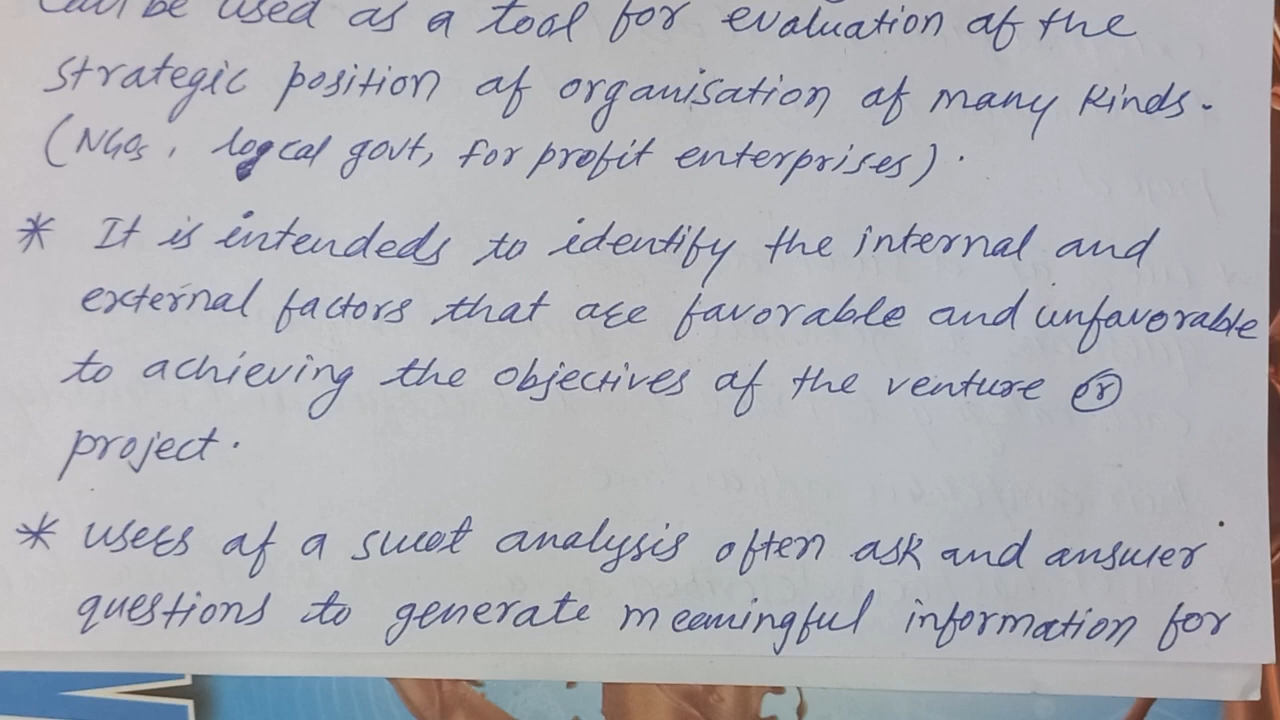 can be used as a tool for evaluation of the
strategic position of organisation of many kinds.
(NGOs, logcal govt, for profit enterprises).
* It is intendeds to identify the internal and
external factors that are favorable and unfavorable
to achieving the objectives of the venture or
project.
* users of a swot analysis often ask and answer
questions to generate meaningful information for